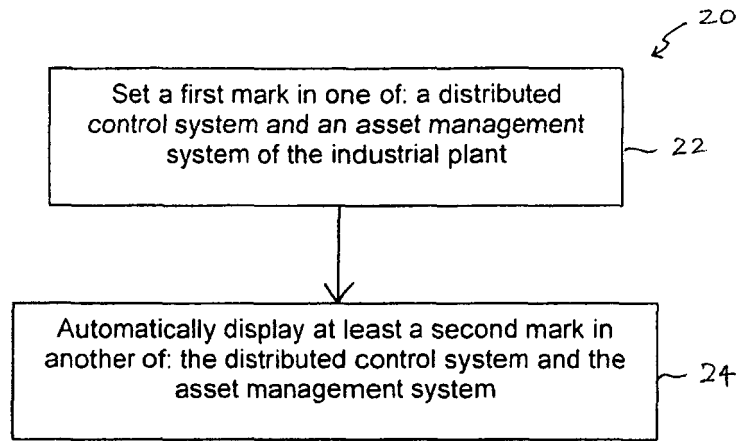 20
Set a first mark in one of: a distributed
control system and an asset management
system of the industrial plant
22
Automatically display at least a second mark in
another of: the distributed control system and the
asset management system
24